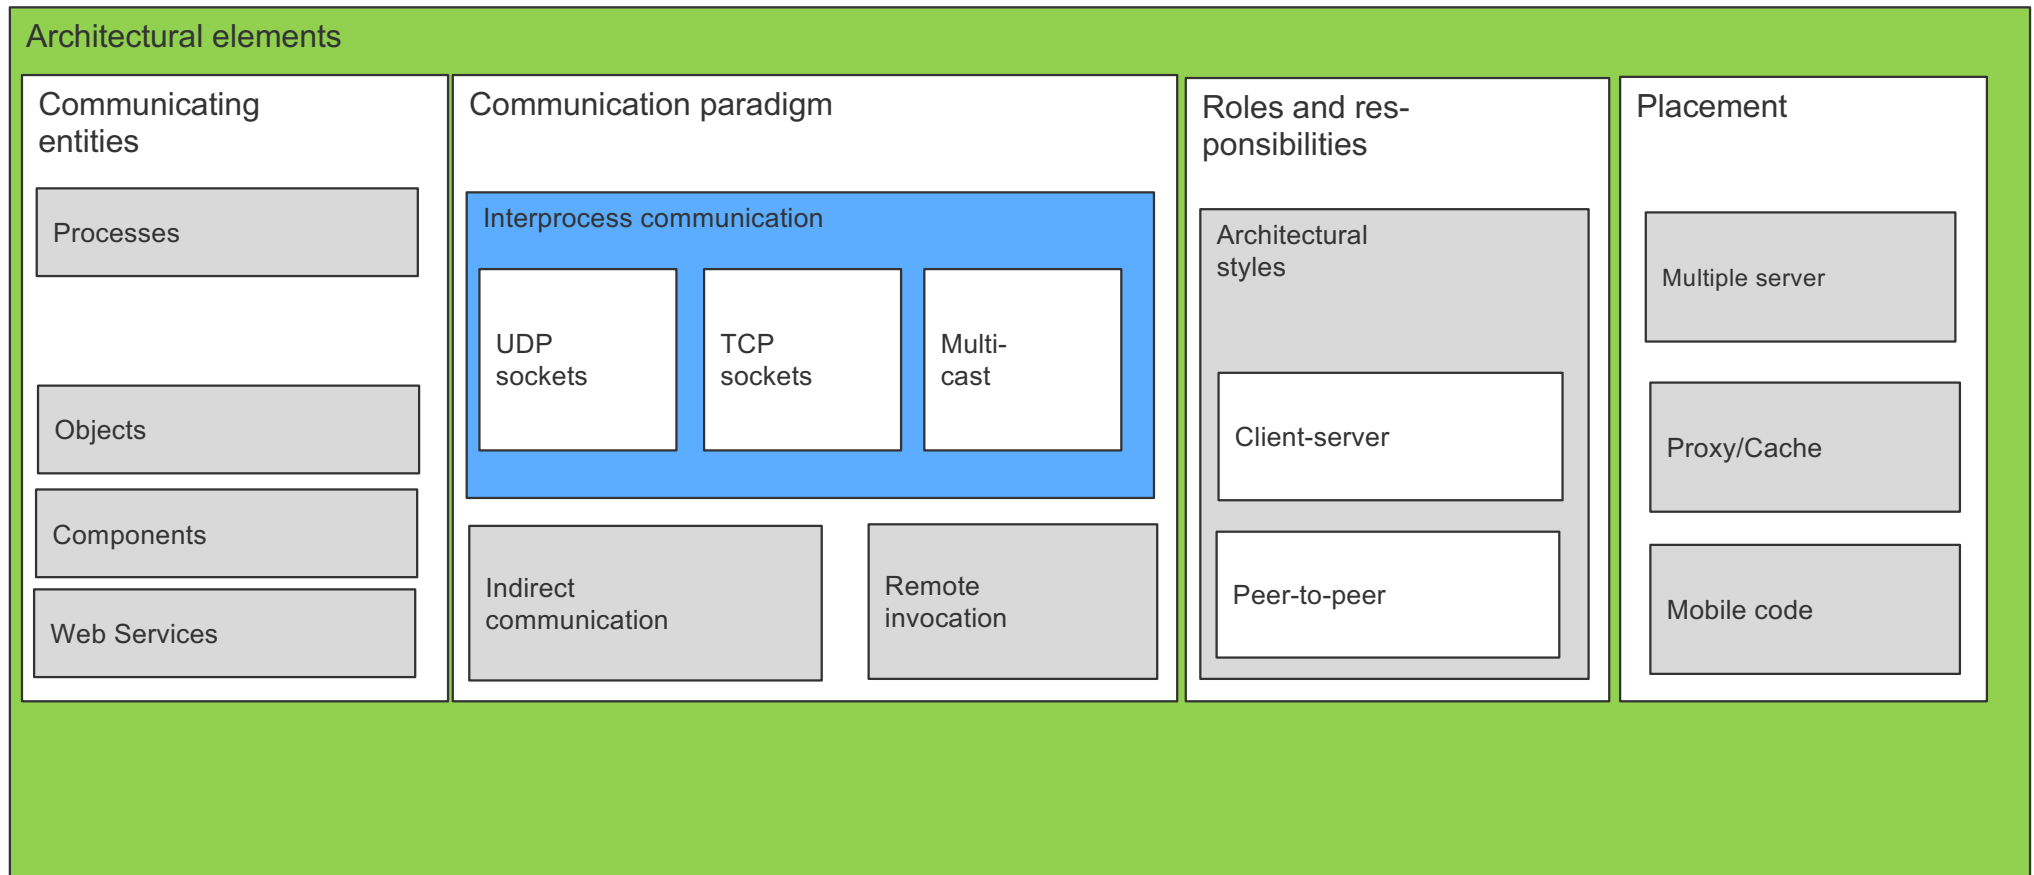 Architectural elements
Communicating
entities
Processes
Objects
Components
Web Services
Communication paradigm
Interprocess communication
UDP
sockets
TCP
sockets
Multi-
cast
Indirect
communication
Remote
invocation
Roles and res-
ponsibilities
Architectural
styles
Client-server
Peer-to-peer
Placement
Multiple server
Proxy/Cache
Mobile code